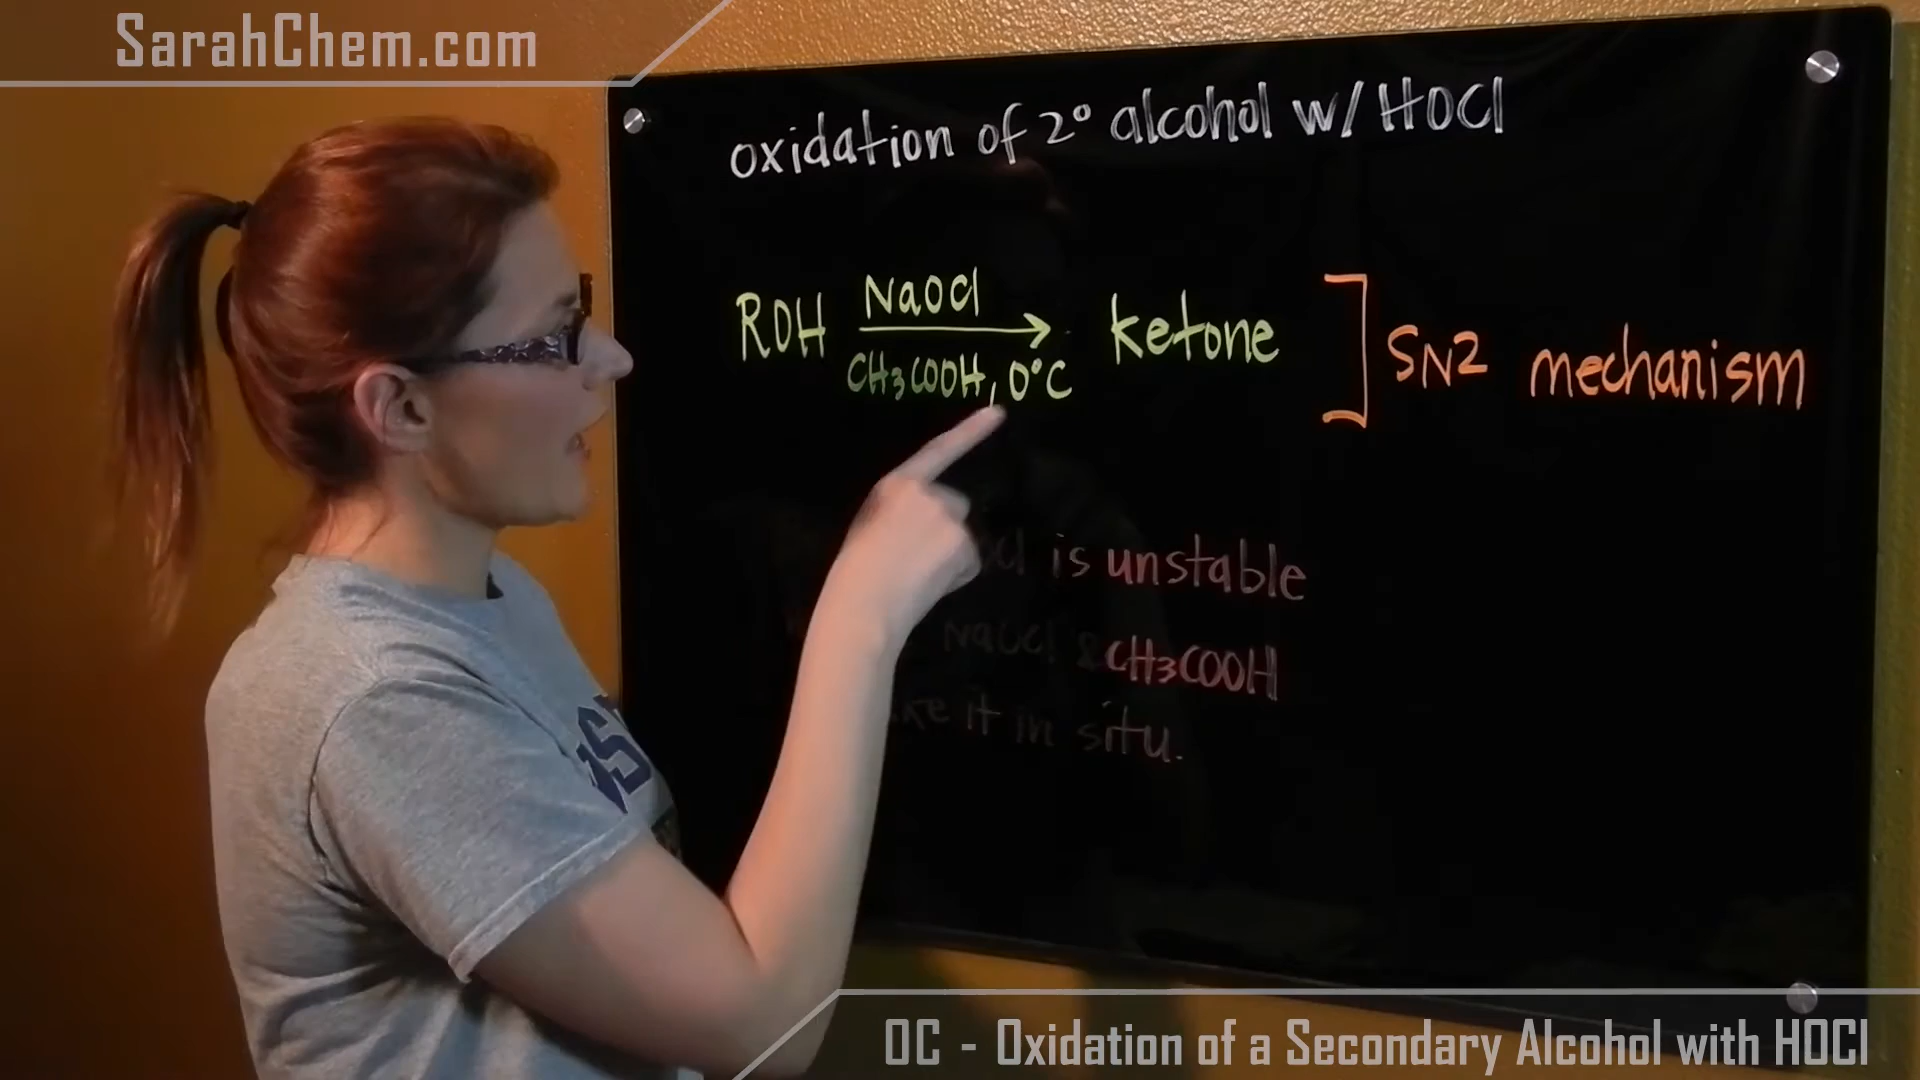 SarahChem.com
oxidation of 2° alcohol w/ HOCl
ROH NaOCl ketone ] SN2 mechanism
CH3COOH, 0°C
is unstable
NaOCl & CH3COOH
it in situ.
OC - Oxidation of a Secondary Alcohol with HOCl